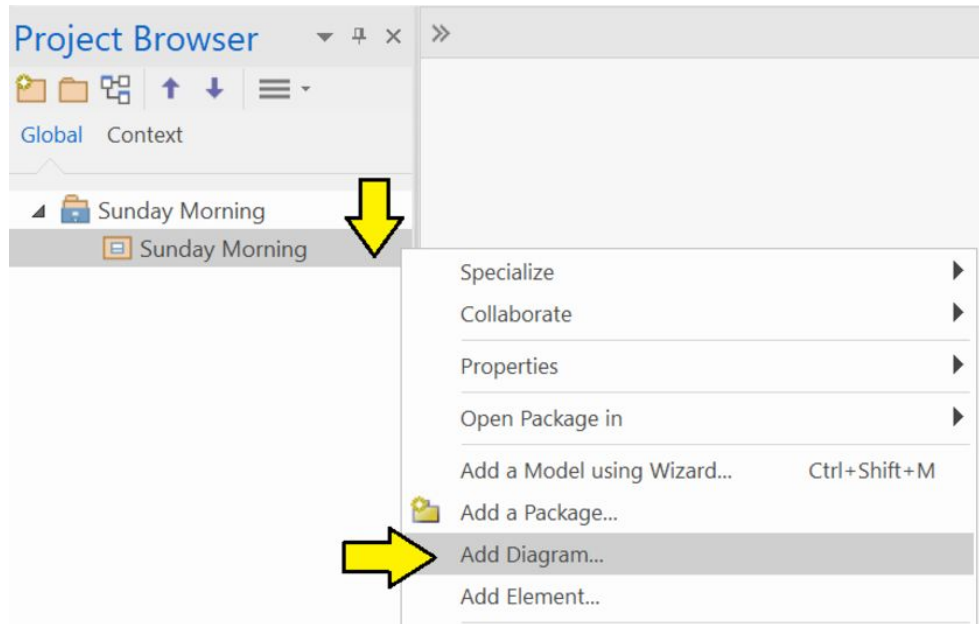 Project Browser
Global Context
Sunday Morning
Sunday Morning
Specialize
Collaborate
Properties
Open Package in
Add a Model using Wizard... Ctrl+Shift+M
Add a Package...
Add Diagram...
Add Element...